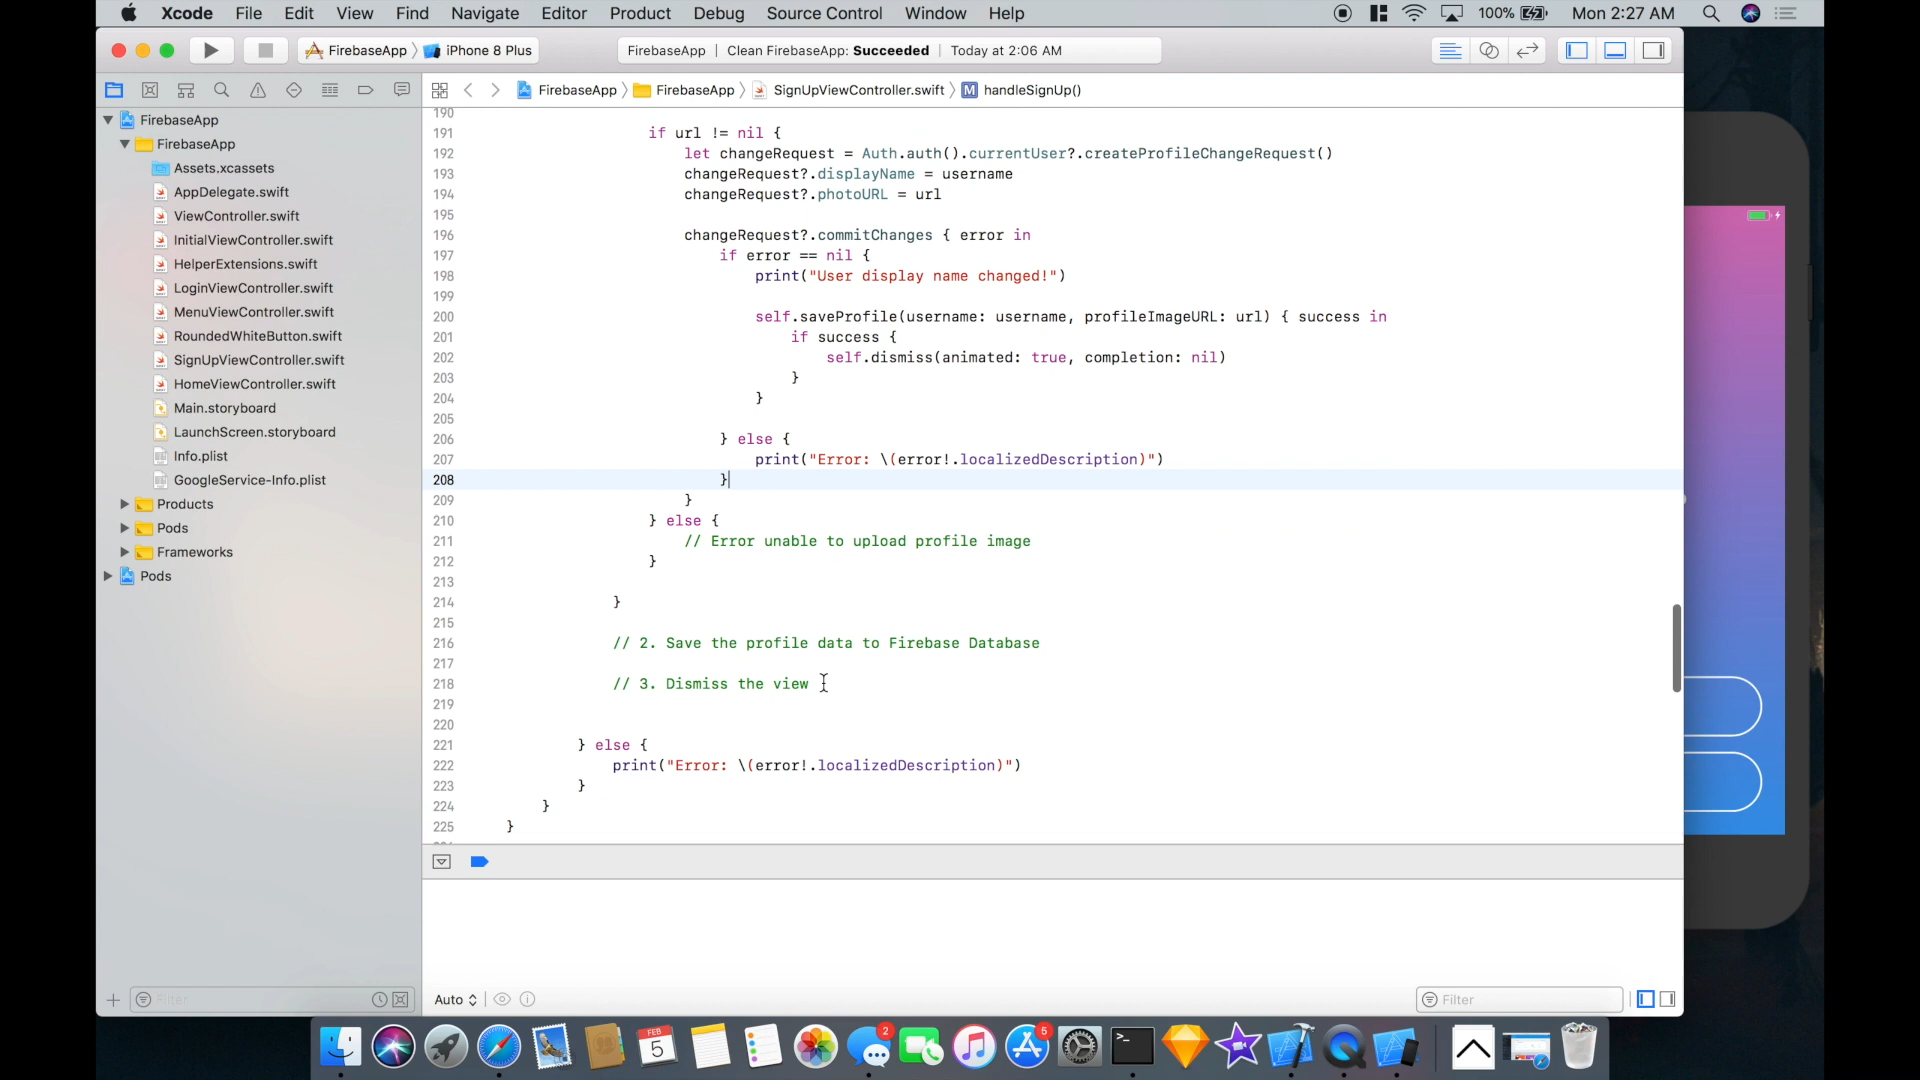 Xcode File Edit View Find Navigate Editor Product Debug Source Control Window Help 100% Mon 2:27 AM
FirebaseApp iPhone 8 Plus FirebaseApp | Clean FirebaseApp: Succeeded | Today at 2:06 AM
FirebaseApp FirebaseApp SignUpViewController.swift M handleSignUp()
FirebaseApp
FirebaseApp
Assets.xcassets
AppDelegate.swift
ViewController.swift
InitialViewController.swift
HelperExtensions.swift
LoginViewController.swift
MenuViewController.swift
RoundedWhiteButton.swift
SignUpViewController.swift
HomeViewController.swift
Main.storyboard
LaunchScreen.storyboard
Info.plist
GoogleService-Info.plist
Products
Pods
Frameworks
Pods
Filter
190
191 if url != nil {
192 let changeRequest = Auth.auth().currentUser?.createProfileChangeRequest()
193 changeRequest?.displayName = username
194 changeRequest?.photoURL = url
195
196 changeRequest?.commitChanges { error in
197 if error == nil {
198 print("User display name changed!")
199
200 self.saveProfile(username: username, profileImageURL: url) { success in
201 if success {
202 self.dismiss(animated: true, completion: nil)
203 }
204 }
205
206 } else {
207 print("Error: \(error!.localizedDescription)")
208 }
209 }
210 } else {
211 // Error unable to upload profile image
212 }
213
214 }
215
216 // 2. Save the profile data to Firebase Database
217
218 // 3. Dismiss the view
219
220
221 } else {
222 print("Error: \(error!.localizedDescription)")
223 }
224 }
225 }
Auto
Filter
FEB
5
2
5